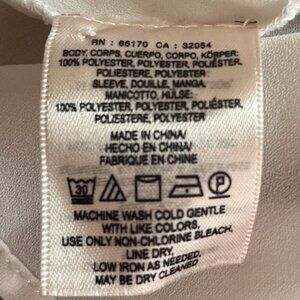 RN : 66170 CA : 32054
BODY, CORPS, CUERPO, CORPO, KÖRPER:
100% POLYESTER, POLYESTER, POLIÉSTER,
POLIESTERE, POLYESTER
SLEEVE, DOUILLE, MANGA,
MANICOTTO, HÜLSE:
100% POLYESTER, POLYESTER, POLIÉSTER,
POLIESTERE, POLYESTER
MADE IN CHINA/
HECHO EN CHINA/
FABRIQUE EN CHINE
30 P
MACHINE WASH COLD GENTLE
WITH LIKE COLORS,
USE ONLY NON-CHLORINE BLEACH.
LINE DRY,
LOW IRON AS NEEDED,
MAY BE DRY CLEANED